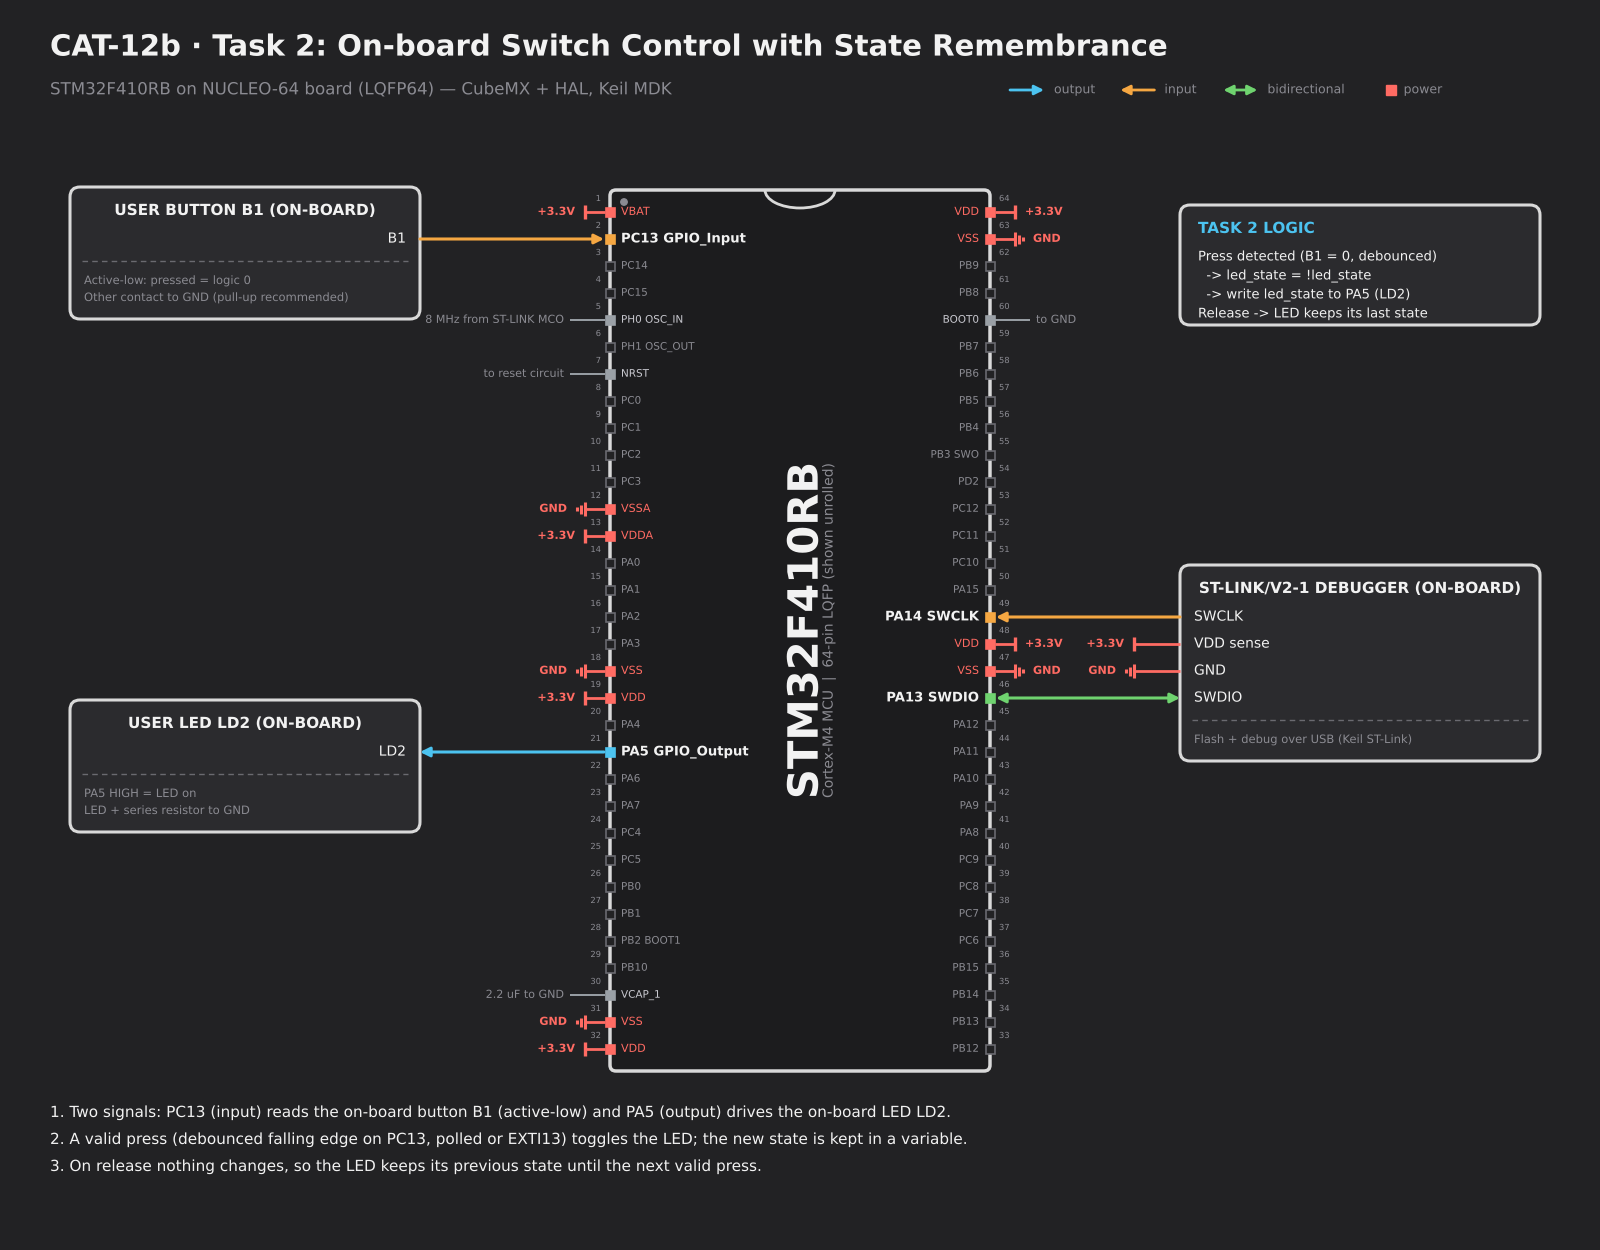 CAT-12b · Task 2: On-board Switch Control with State Remembrance
STM32F410RB on NUCLEO-64 board (LQFP64) — CubeMX + HAL, Keil MDK
output
input
bidirectional
power
USER BUTTON B1 (ON-BOARD)
B1
Active-low: pressed = logic 0
Other contact to GND (pull-up recommended)
USER LED LD2 (ON-BOARD)
LD2
PA5 HIGH = LED on
LED + series resistor to GND
1
+3.3V VBAT
2
PC13 GPIO_Input
3
PC14
4
PC15
5
8 MHz from ST-LINK MCO PH0 OSC_IN
6
PH1 OSC_OUT
7
to reset circuit NRST
8
PC0
9
PC1
10
PC2
11
PC3
12
GND VSSA
13
+3.3V VDDA
14
PA0
15
PA1
16
PA2
17
PA3
18
GND VSS
19
+3.3V VDD
20
PA4
21
PA5 GPIO_Output
22
PA6
23
PA7
24
PC4
25
PC5
26
PB0
27
PB1
28
PB2 BOOT1
29
PB10
30
2.2 uF to GND VCAP_1
31
GND VSS
32
+3.3V VDD
STM32F410RB
Cortex-M4 MCU | 64-pin LQFP (shown unrolled)
64
VDD +3.3V
63
VSS GND
62
PB9
61
PB8
60
BOOT0 to GND
59
PB7
58
PB6
57
PB5
56
PB4
55
PB3 SWO
54
PD2
53
PC12
52
PC11
51
PC10
50
PA15
49
PA14 SWCLK
48
VDD +3.3V
47
VSS GND
46
PA13 SWDIO
45
PA12
44
PA11
43
PA10
42
PA9
41
PA8
40
PC9
39
PC8
38
PC7
37
PC6
36
PB15
35
PB14
34
PB13
33
PB12
TASK 2 LOGIC
Press detected (B1 = 0, debounced)
-> led_state = !led_state
-> write led_state to PA5 (LD2)
Release -> LED keeps its last state
ST-LINK/V2-1 DEBUGGER (ON-BOARD)
SWCLK
+3.3V VDD sense
GND GND
SWDIO
Flash + debug over USB (Keil ST-Link)
1. Two signals: PC13 (input) reads the on-board button B1 (active-low) and PA5 (output) drives the on-board LED LD2.
2. A valid press (debounced falling edge on PC13, polled or EXTI13) toggles the LED; the new state is kept in a variable.
3. On release nothing changes, so the LED keeps its previous state until the next valid press.